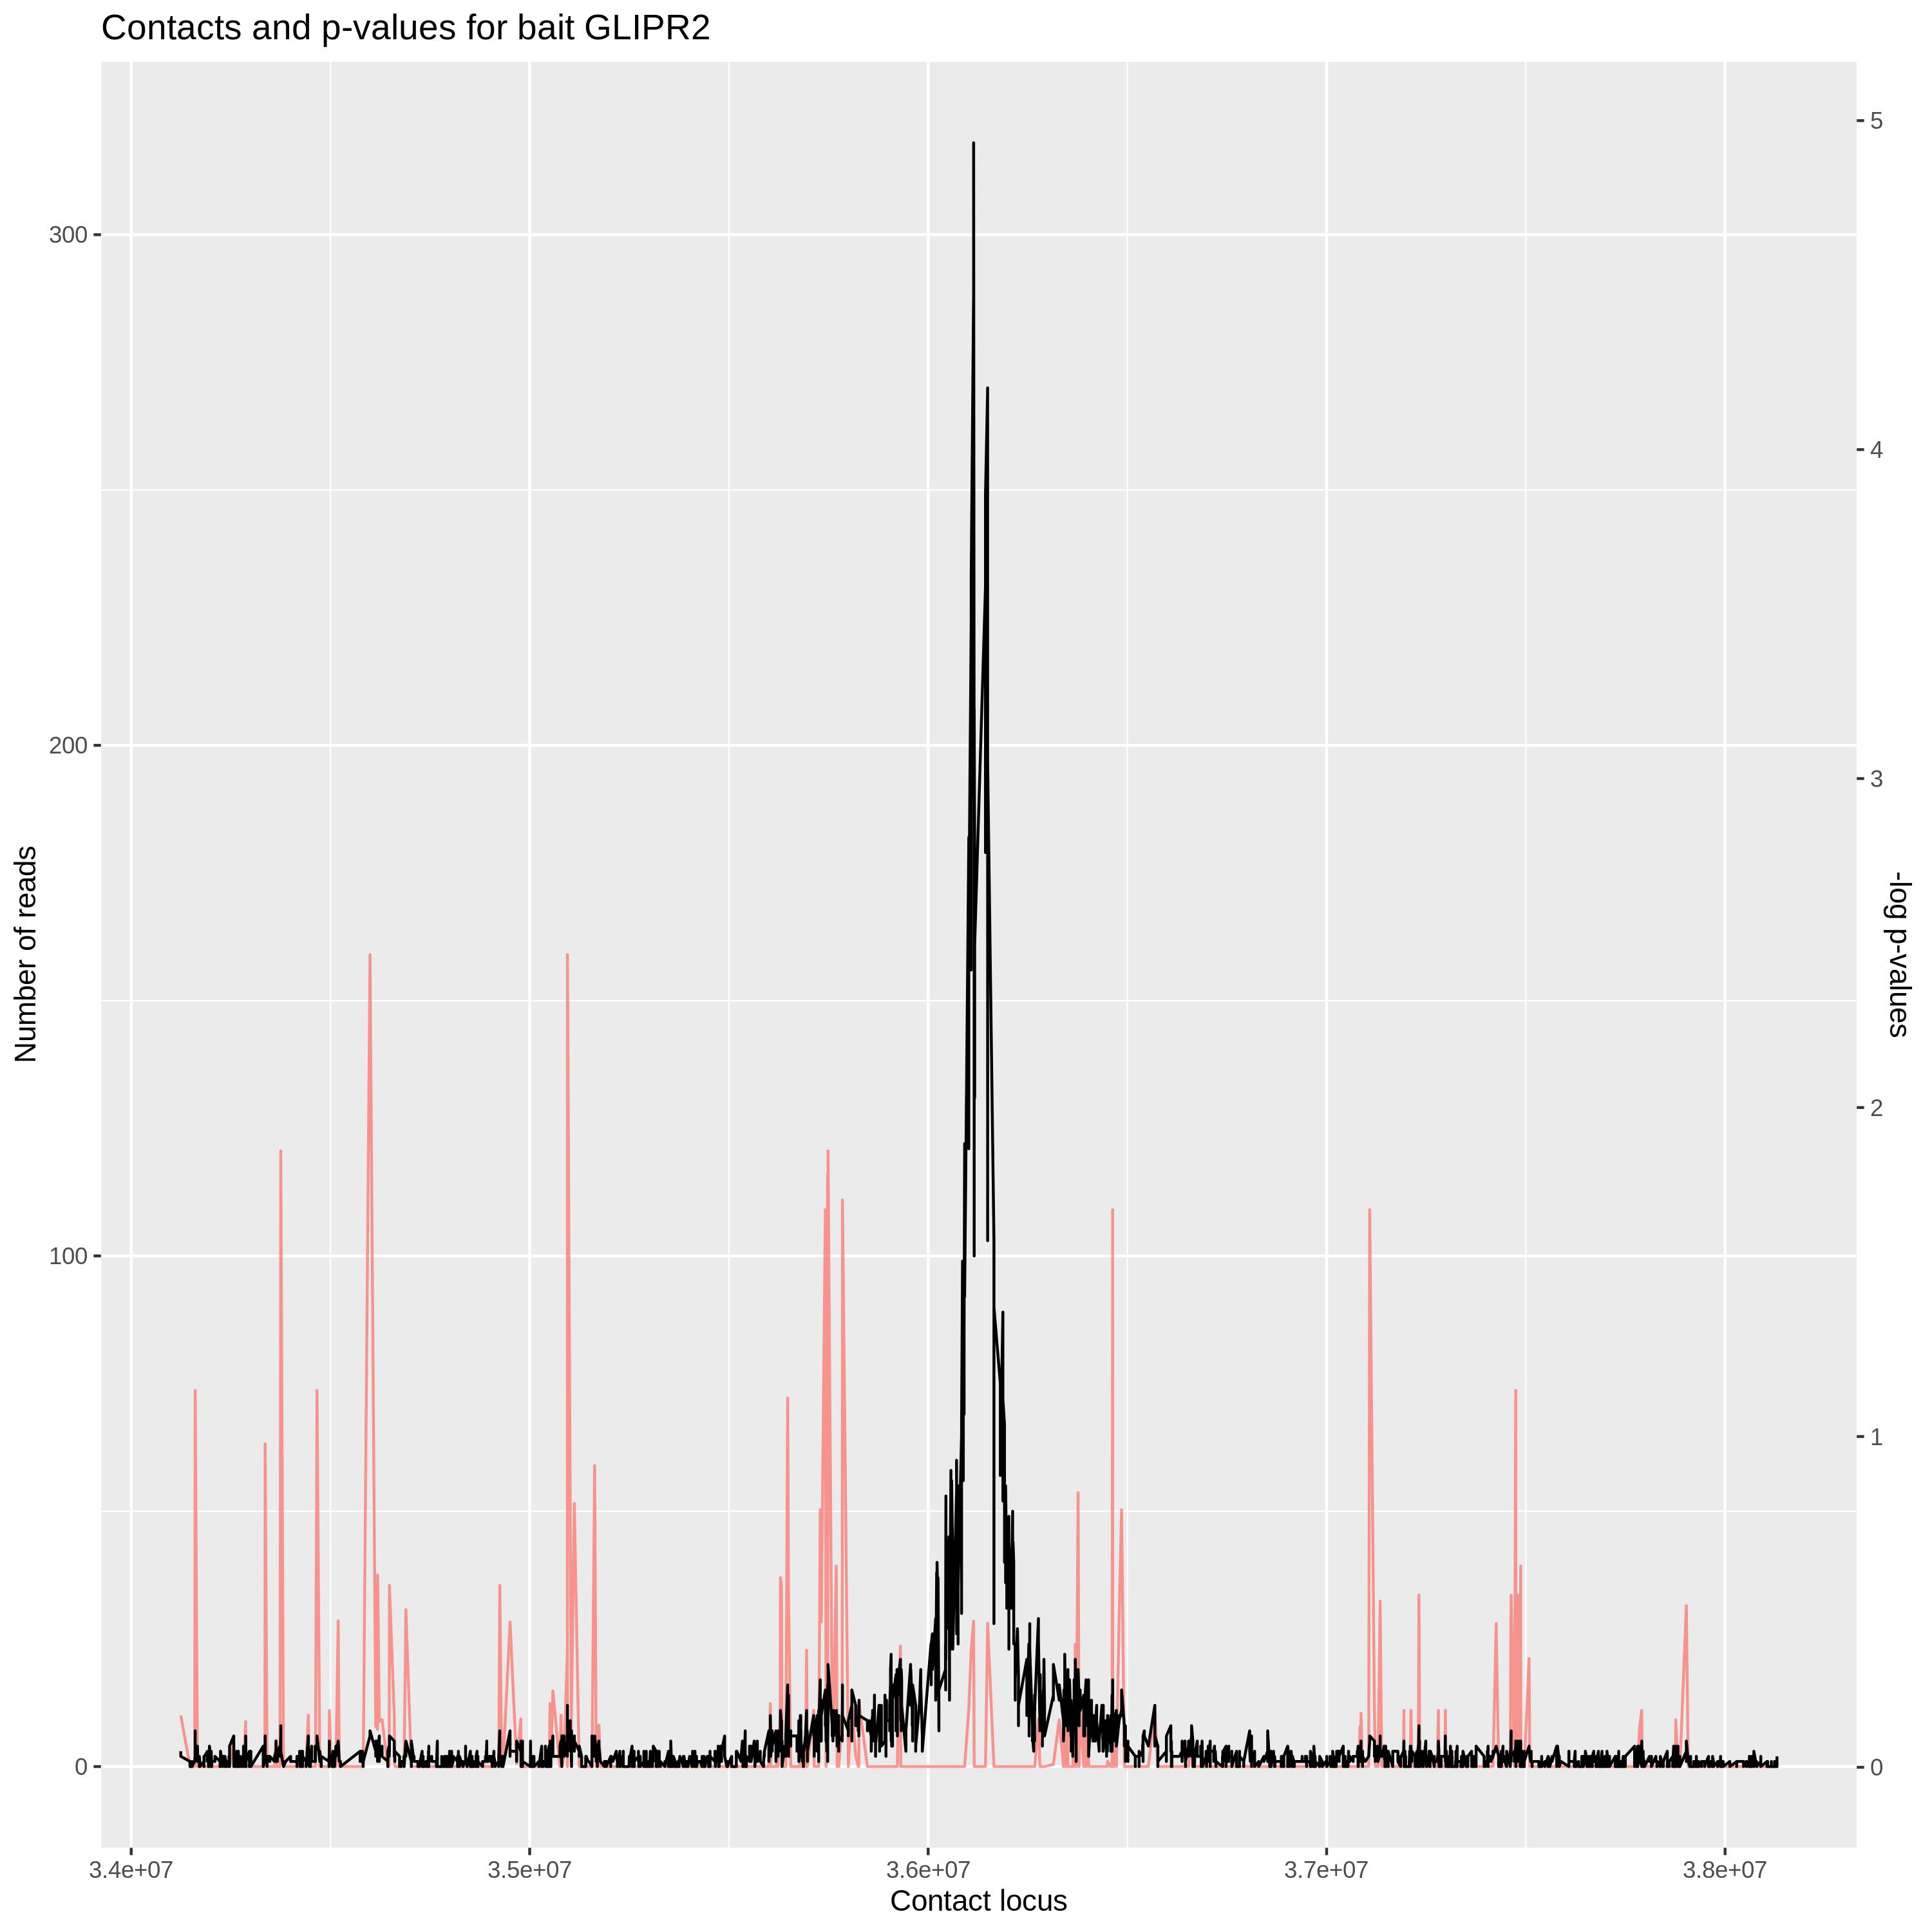 Contacts and p-values for bait GLIPR2
Number of reads
300
200
100
0
5
4
3
2
1
0
-log p-values
3.4e+07
3.5e+07
3.6e+07
3.7e+07
3.8e+07
Contact locus